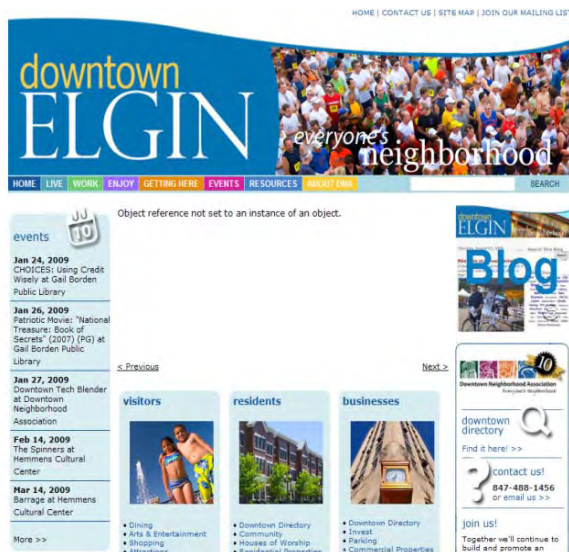 HOME | CONTACT US | SITE MAP | JOIN OUR MAILING LIST
downtown
ELGIN
everyone's
neighborhood
HOME LIVE WORK ENJOY GETTING HERE EVENTS RESOURCES ABOUT DNA SEARCH
events
10
Jan 24, 2009
CHOICES: Using Credit
Wisely at Gail Borden
Public Library
Jan 26, 2009
Patriotic Movie: "National
Treasure: Book of
Secrets" (2007) (PG) at
Gail Borden Public
Library
Jan 27, 2009
Downtown Tech Blender
at Downtown
Neighborhood
Association
Feb 14, 2009
The Spinners at
Hemmens Cultural
Center
Mar 14, 2009
Barrage at Hemmens
Cultural Center
More >>
Object reference not set to an instance of an object.
< Previous
Next >
visitors
• Dining
• Arts & Entertainment
• Shopping
• Attractions
residents
• Downtown Directory
• Community
• Houses of Worship
• Residential Properties
businesses
• Downtown Directory
• Invest
• Parking
• Commercial Properties
downtown
ELGIN
Blog
10
Downtown Neighborhood Association
Everyone's Neighborhood
downtown
directory
Find it here! >>
?
contact us!
847-488-1456
or email us >>
join us!
Together we'll continue to
build and promote an